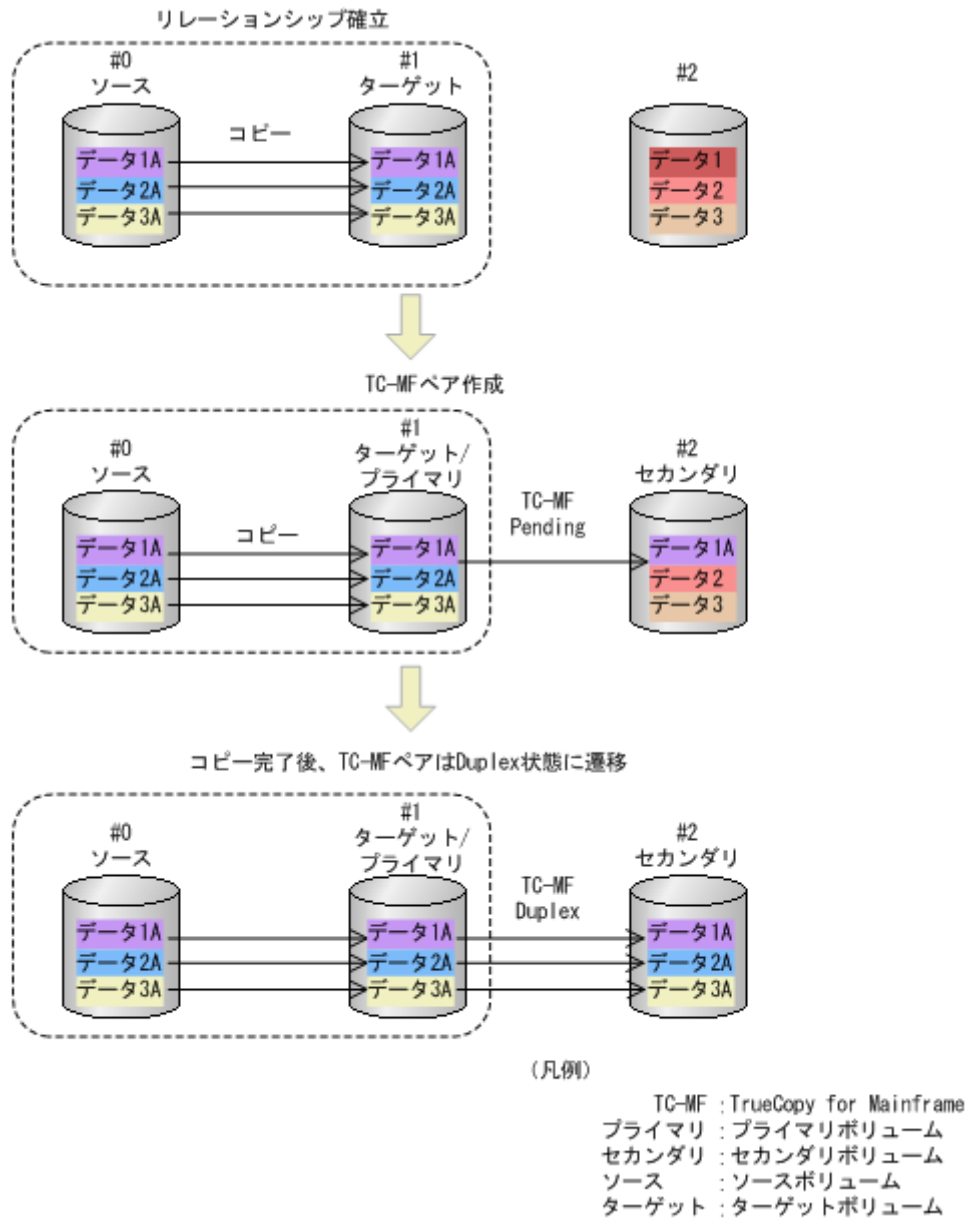 リレーションシップ確立
#0
ソース
#1
ターゲット
#2
コピー
データ1A
データ2A
データ3A
データ1A
データ2A
データ3A
データ1
データ2
データ3
TC-MFペア作成
#0
ソース
#1
ターゲット/
プライマリ
#2
セカンダリ
コピー
TC-MF
Pending
データ1A
データ2A
データ3A
データ1A
データ2A
データ3A
データ1A
データ2
データ3
コピー完了後、TC-MFペアはDuplex状態に遷移
#0
ソース
#1
ターゲット/
プライマリ
#2
セカンダリ
TC-MF
Duplex
データ1A
データ2A
データ3A
データ1A
データ2A
データ3A
データ1A
データ2A
データ3A
(凡例)
TC-MF :TrueCopy for Mainframe
プライマリ :プライマリボリューム
セカンダリ :セカンダリボリューム
ソース :ソースボリューム
ターゲット :ターゲットボリューム